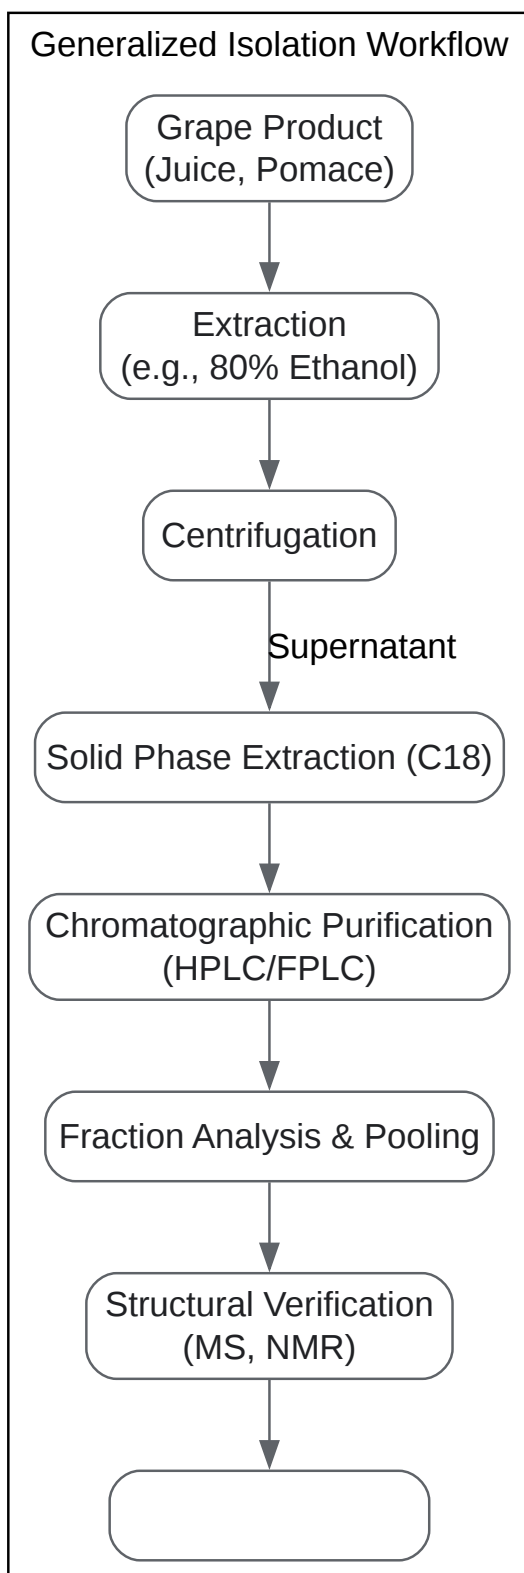 Generalized Isolation Workflow
Grape Product
(Juice, Pomace)
Extraction
(e.g., 80% Ethanol)
Centrifugation
Supernatant
Solid Phase Extraction (C18)
Chromatographic Purification
(HPLC/FPLC)
Fraction Analysis & Pooling
Structural Verification
(MS, NMR)